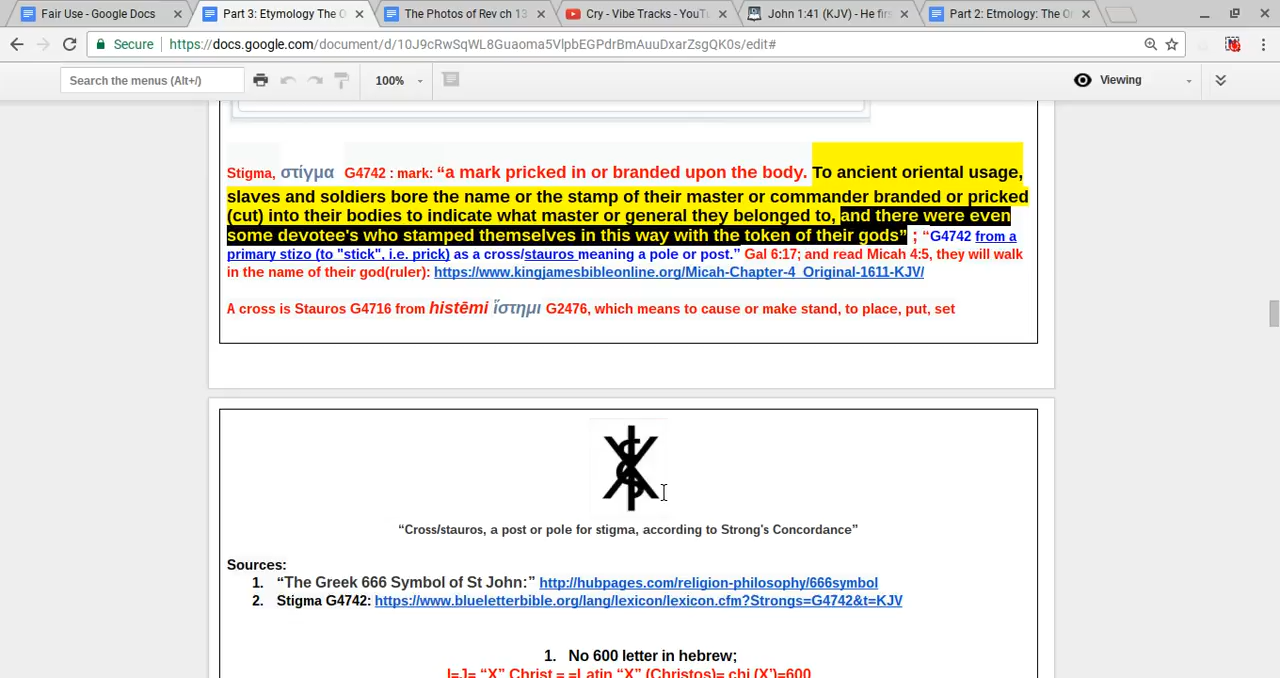 Fair Use - Google Docs
Part 3: Etymology The O
The Photos of Rev ch 13
Cry - Vibe Tracks - YouTu
John 1:41 (KJV) - He firs
Part 2: Etmology: The Or
Secure https://docs.google.com/document/d/10J9cRwSqWL8Guaoma5VlpbEGPdrBmAuuDxarZsgQK0s/edit#
Search the menus (Alt+/) 100% Viewing
Stigma, στίγμα G4742 : mark: “a mark pricked in or branded upon the body. To ancient oriental usage,
slaves and soldiers bore the name or the stamp of their master or commander branded or pricked
(cut) into their bodies to indicate what master or general they belonged to, and there were even
some devotee's who stamped themselves in this way with the token of their gods” ; “G4742 from a
primary stizo (to "stick", i.e. prick) as a cross/stauros meaning a pole or post.” Gal 6:17; and read Micah 4:5, they will walk
in the name of their god(ruler): https://www.kingjamesbibleonline.org/Micah-Chapter-4_Original-1611-KJV/
A cross is Stauros G4716 from histēmi ἵστημι G2476, which means to cause or make stand, to place, put, set
“Cross/stauros, a post or pole for stigma, according to Strong's Concordance”
Sources:
1. “The Greek 666 Symbol of St John:” http://hubpages.com/religion-philosophy/666symbol
2. Stigma G4742: https://www.blueletterbible.org/lang/lexicon/lexicon.cfm?Strongs=G4742&t=KJV
1. No 600 letter in hebrew;
I=J= “X” Christ = =Latin “X” (Christos)= chi (X')=600